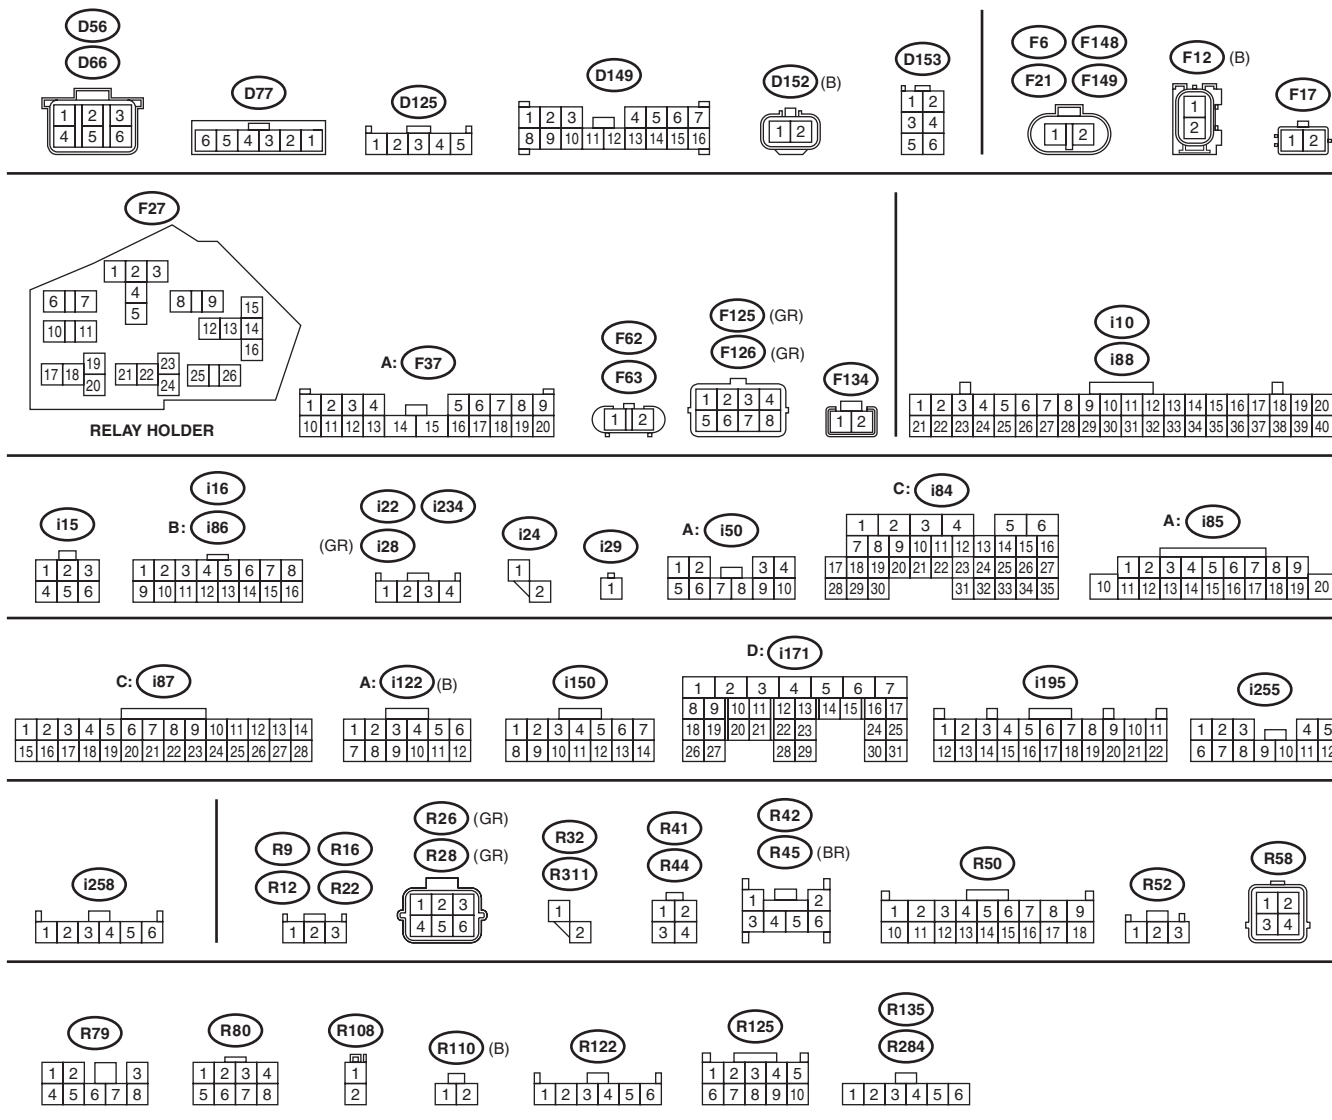 D56
D66
D77
D125
D149
D152 (B)
D153
F6 F148
F21 F149
F12 (B)
F17
1 2 3
4 5 6
6 5 4 3 2 1
1 2 3 4 5
1 2 3 4 5 6 7
8 9 10 11 12 13 14 15 16
1 2
1 2
3 4
5 6
1 2
1
2
1 2
F27
1 2 3
4
5
6 7
8 9
10 11
12 13 14
15
16
17 18 19
20
21 22 23
24
25 26
RELAY HOLDER
A: F37
1 2 3 4 5 6 7 8 9
10 11 12 13 14 15 16 17 18 19 20
F62
F63
1 2
F125 (GR)
F126 (GR)
1 2 3 4
5 6 7 8
F134
1 2
i10
i88
1 2 3 4 5 6 7 8 9 10 11 12 13 14 15 16 17 18 19 20
21 22 23 24 25 26 27 28 29 30 31 32 33 34 35 36 37 38 39 40
i15
1 2 3
4 5 6
i16
B: i86
1 2 3 4 5 6 7 8
9 10 11 12 13 14 15 16
i22 i234
(GR) i28
1 2 3 4
i24
1
2
i29
1
A: i50
1 2 3 4
5 6 7 8 9 10
C: i84
1 2 3 4 5 6
7 8 9 10 11 12 13 14 15 16
17 18 19 20 21 22 23 24 25 26 27
28 29 30 31 32 33 34 35
A: i85
1 2 3 4 5 6 7 8 9
10 11 12 13 14 15 16 17 18 19 20
C: i87
1 2 3 4 5 6 7 8 9 10 11 12 13 14
15 16 17 18 19 20 21 22 23 24 25 26 27 28
A: i122 (B)
1 2 3 4 5 6
7 8 9 10 11 12
i150
1 2 3 4 5 6 7
8 9 10 11 12 13 14
D: i171
1 2 3 4 5 6 7
8 9 10 11 12 13 14 15 16 17
18 19 20 21 22 23 24 25
26 27 28 29 30 31
i195
1 2 3 4 5 6 7 8 9 10 11
12 13 14 15 16 17 18 19 20 21 22
i255
1 2 3 4 5
6 7 8 9 10 11 12
i258
1 2 3 4 5 6
R9 R16
R12 R22
1 2 3
R26 (GR)
R28 (GR)
1 2 3
4 5 6
R32
R311
1
2
R41
R44
1 2
3 4
R42
R45 (BR)
1 2
3 4 5 6
R50
1 2 3 4 5 6 7 8 9
10 11 12 13 14 15 16 17 18
R52
1 2 3
R58
1 2
3 4
R79
1 2 3
4 5 6 7 8
R80
1 2 3 4
5 6 7 8
R108
1
2
R110 (B)
1 2
R122
1 2 3 4 5 6
R125
1 2 3 4 5
6 7 8 9 10
R135
R284
1 2 3 4 5 6